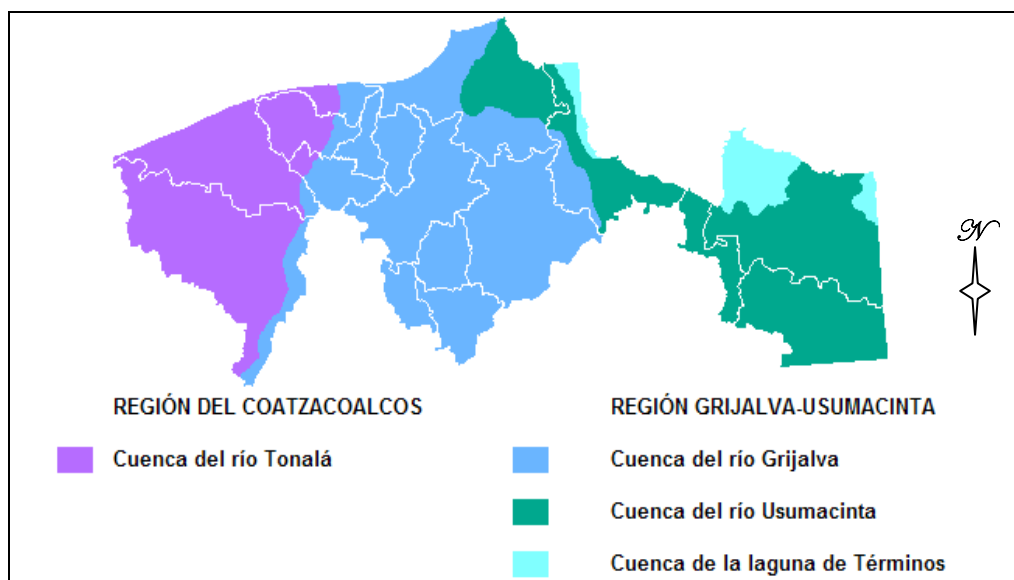 N
REGIÓN DEL COATZACOALCOS
Cuenca del río Tonalá
REGIÓN GRIJALVA-USUMACINTA
Cuenca del río Grijalva
Cuenca del río Usumacinta
Cuenca de la laguna de Términos